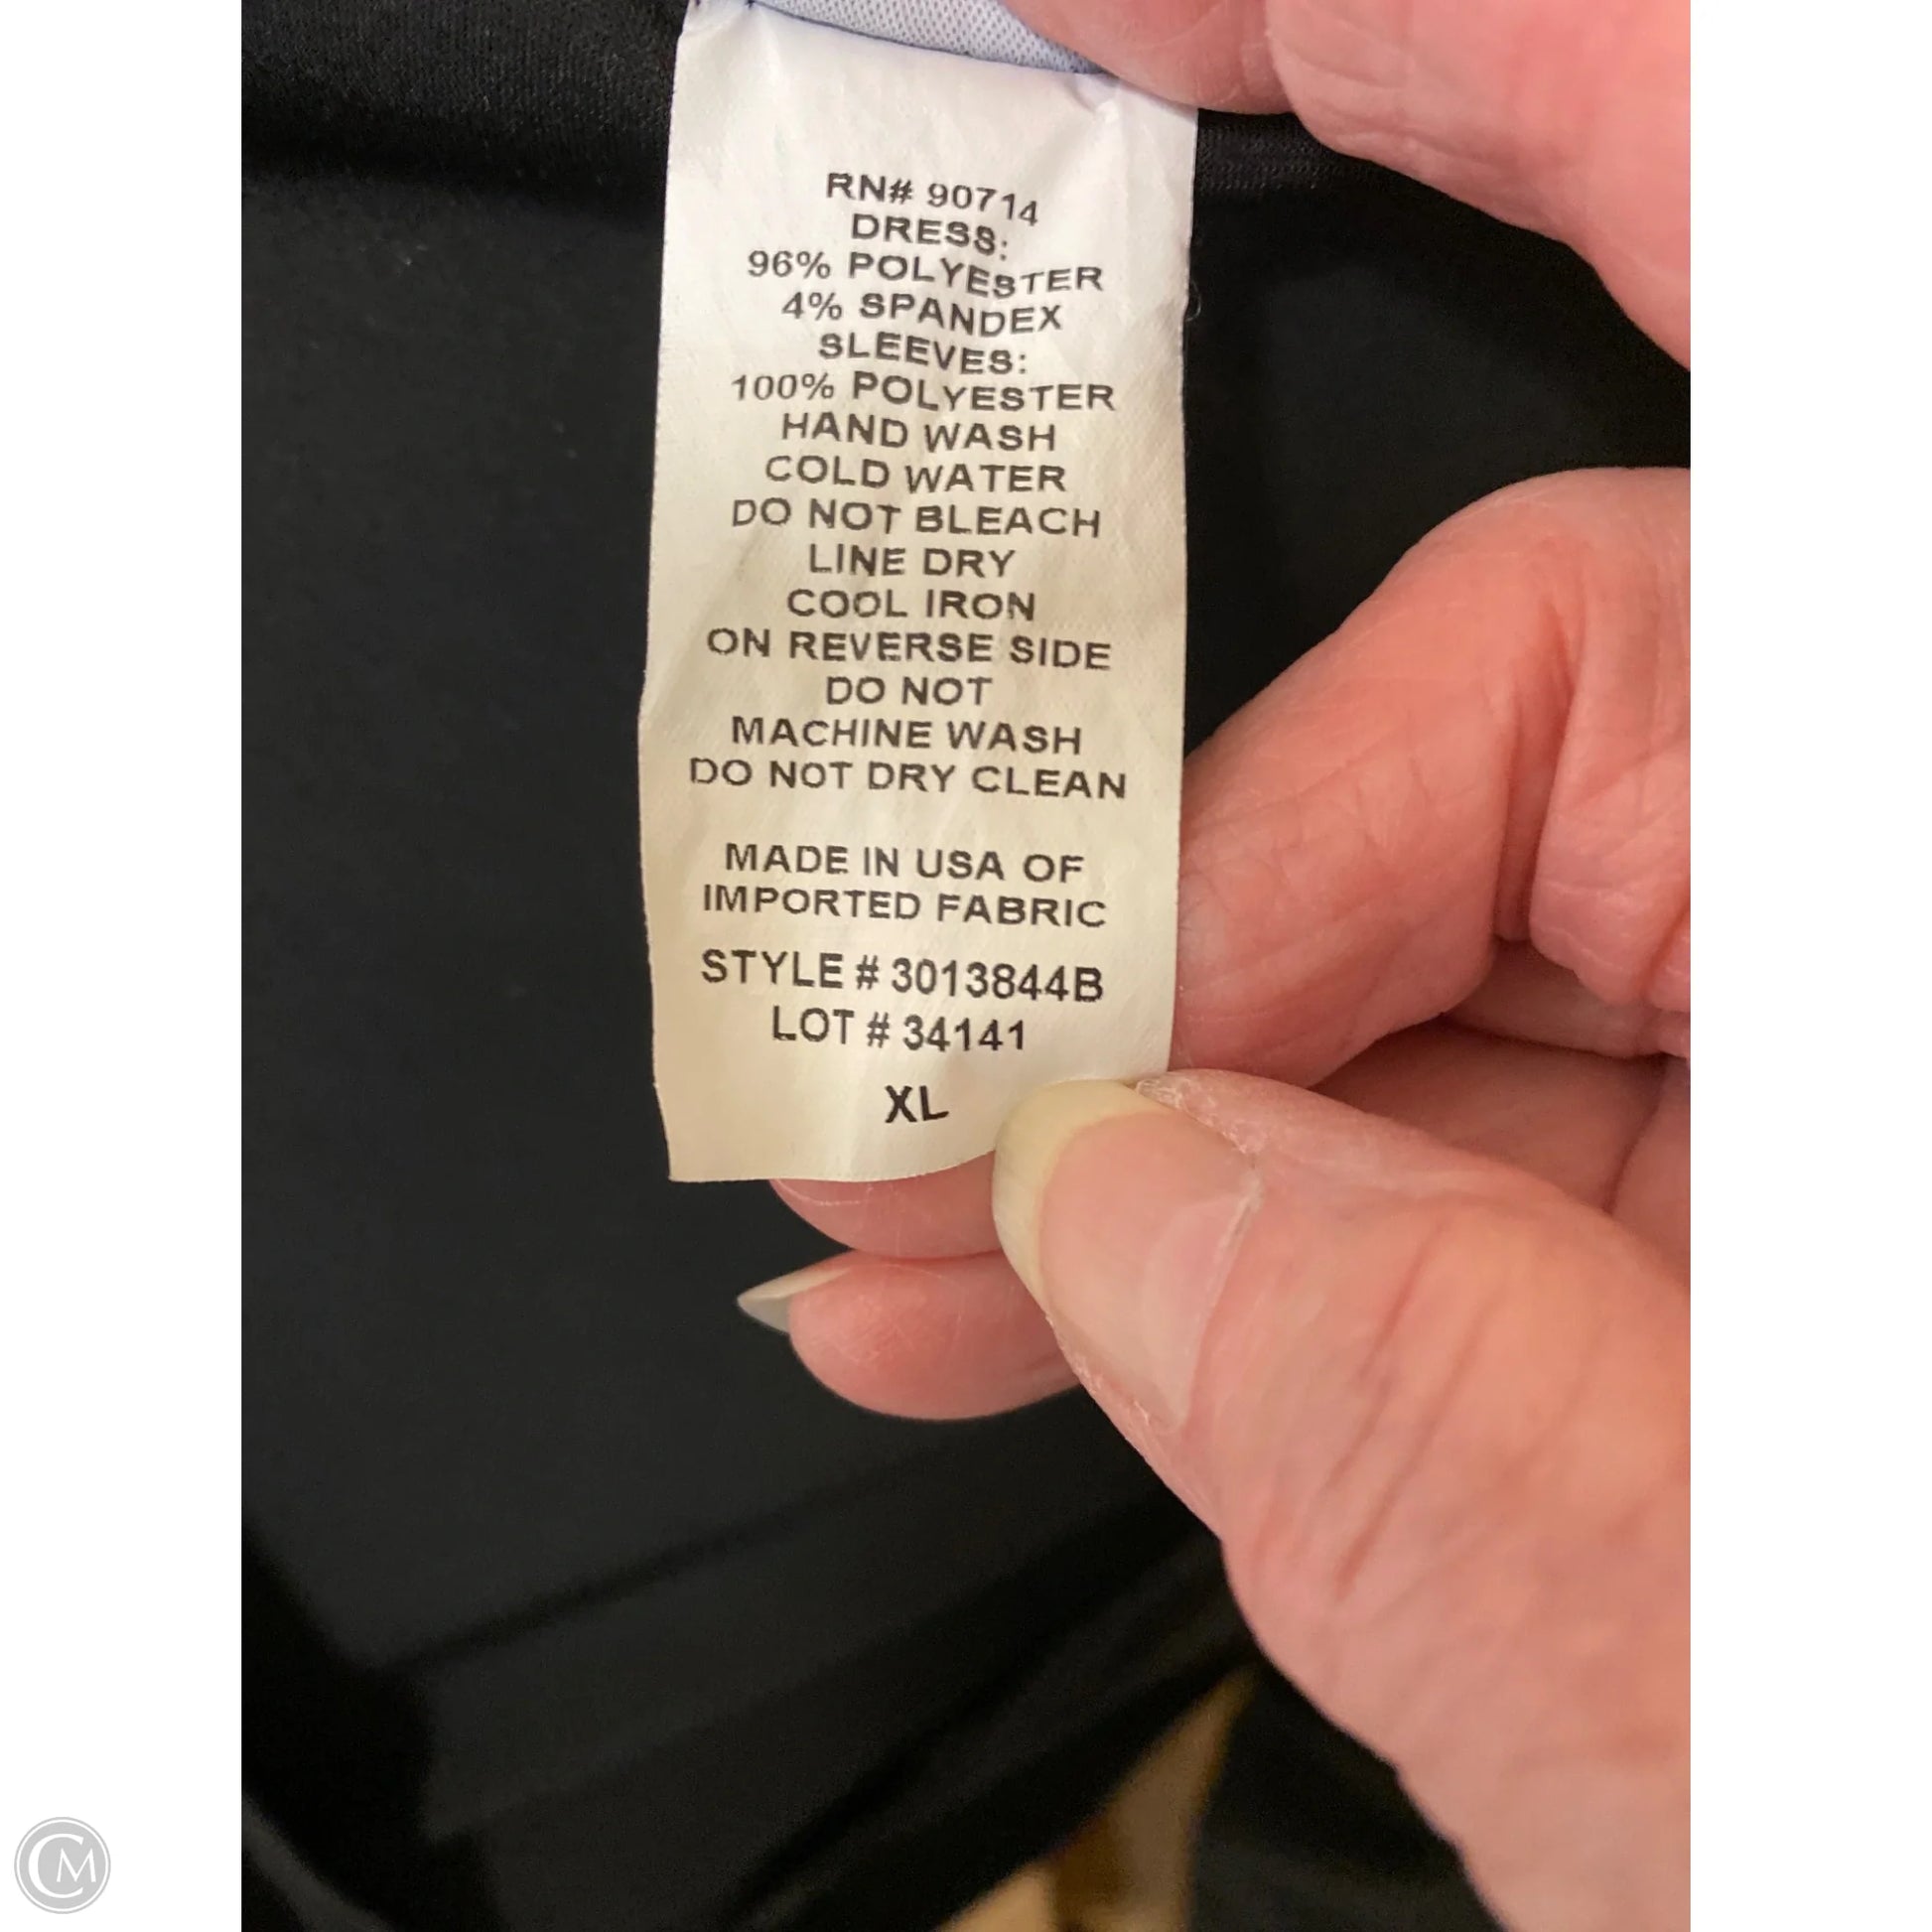 RN# 90714
DRESS:
96% POLYESTER
4% SPANDEX
SLEEVES:
100% POLYESTER
HAND WASH
COLD WATER
DO NOT BLEACH
LINE DRY
COOL IRON
ON REVERSE SIDE
DO NOT
MACHINE WASH
DO NOT DRY CLEAN
MADE IN USA OF
IMPORTED FABRIC
STYLE # 3013844B
LOT # 34141
XL
CM